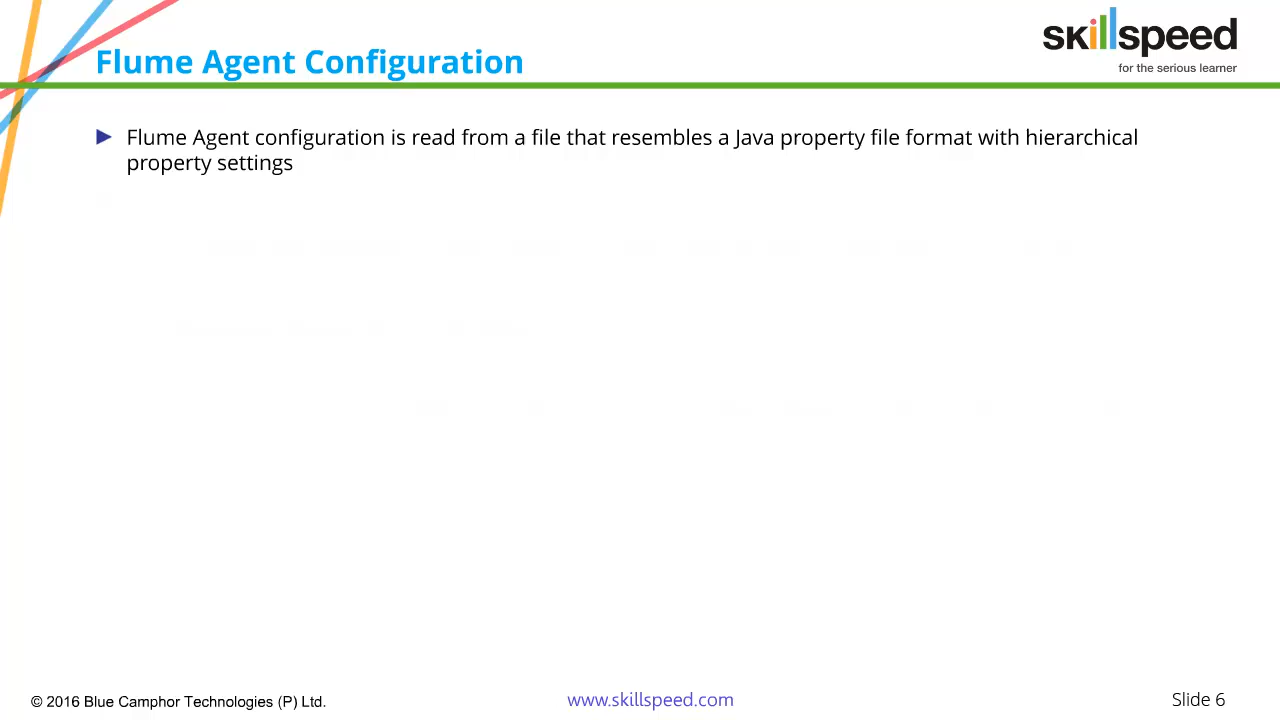 skillspeed
for the serious learner
Flume Agent Configuration
Flume Agent configuration is read from a file that resembles a Java property file format with hierarchical
property settings
© 2016 Blue Camphor Technologies (P) Ltd.
www.skillspeed.com
Slide 6